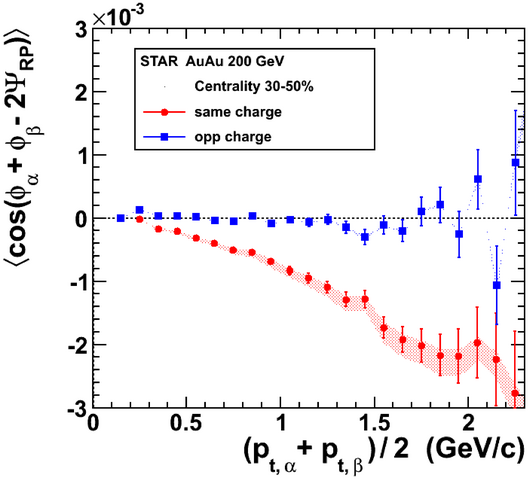 ×10⁻³
3
2
1
0
-1
-2
-3
⟨cos(ϕα + ϕβ - 2ΨRP)⟩
STAR AuAu 200 GeV
Centrality 30-50%
same charge
opp charge
0 0.5 1 1.5 2
(pt,α + pt,β)/2 (GeV/c)